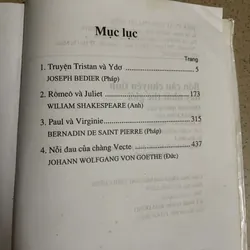 Mục lục
Trang
1. Truyện Tristan và Ydơ 5
JOSEPH BEDIER (Pháp)
2. Rômeô và Juliet 173
WILIAM SHAKESPEARE (Anh)
3. Paul và Virginie 315
BERNADIN DE SAINT PIERRE (Pháp)
4. Nỗi đau của chàng Vecte 437
JOHANN WOLFGANG VON GOETHE (Đức)